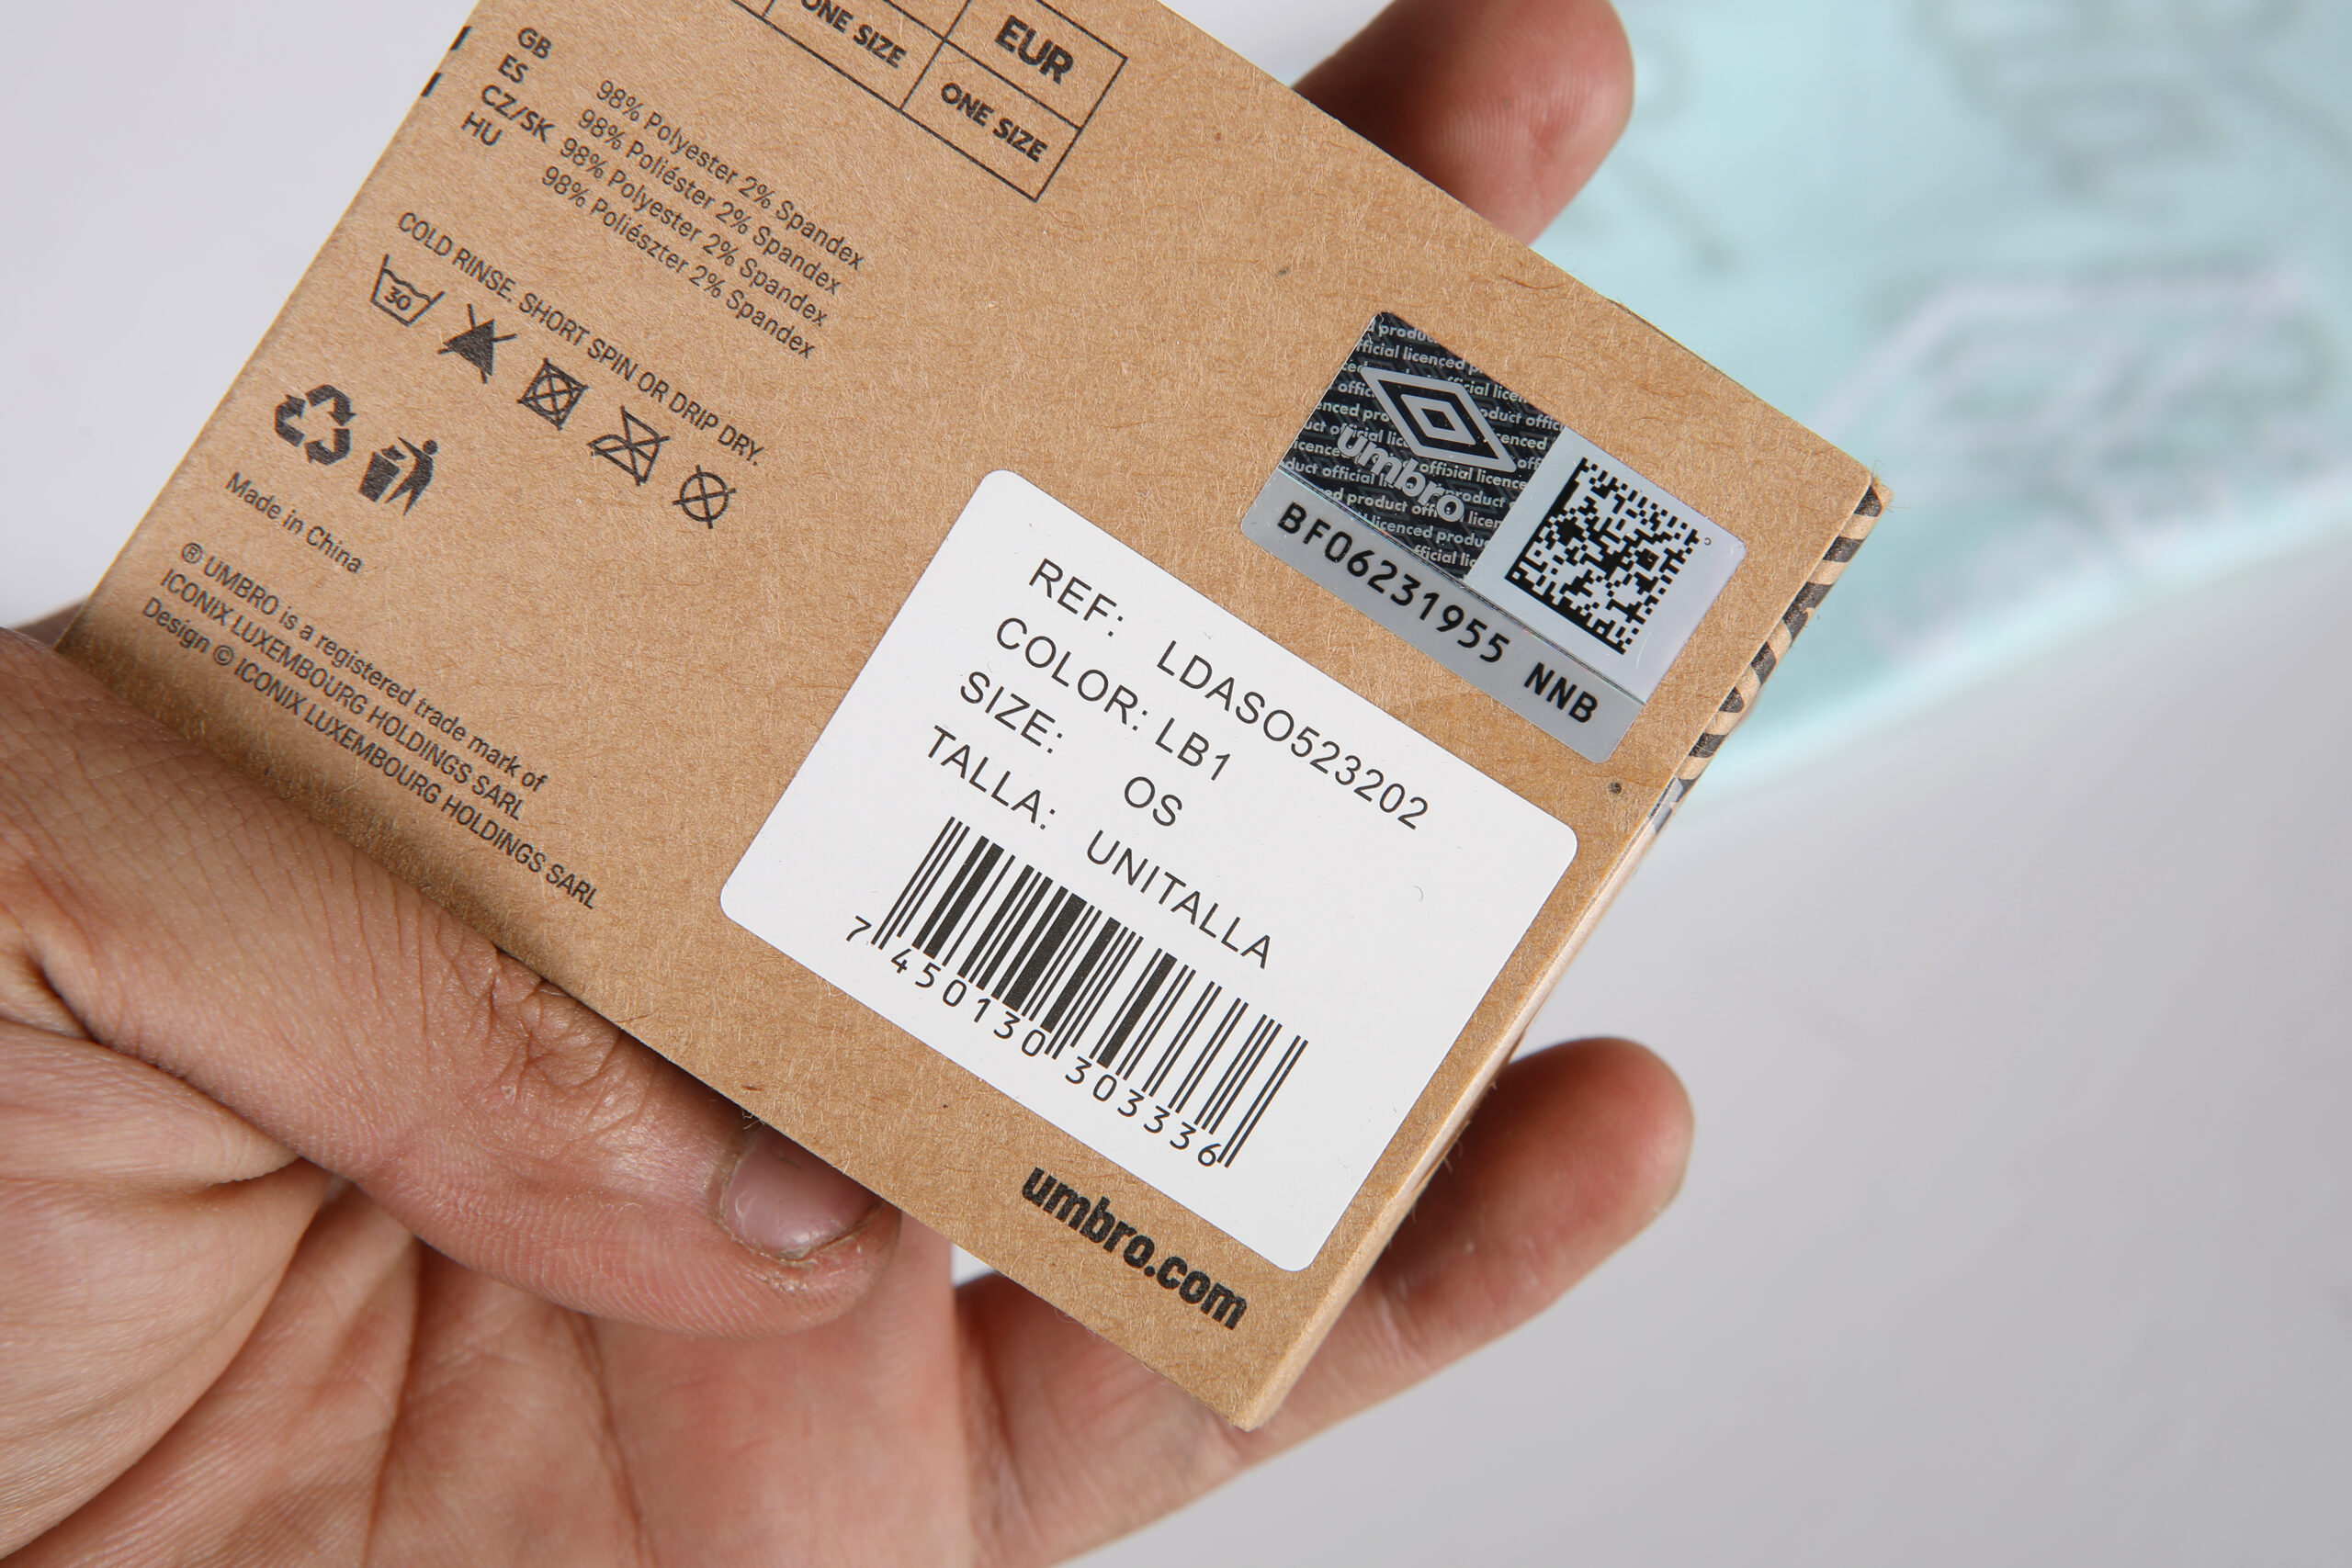 ONE SIZE
EUR
ONE SIZE
GB 98% Polyester 2% Spandex
ES 98% Poliéster 2% Spandex
CZ/SK 98% Polyester 2% Spandex
HU 98% Poliészter 2% Spandex
COLD RINSE. SHORT SPIN OR DRIP DRY.
30
Made in China
® UMBRO is a registered trade mark of
ICONIX LUXEMBOURG HOLDINGS SARL
Design © ICONIX LUXEMBOURG HOLDINGS SARL
official licenced product
umbro
BF06231955 NNB
REF: LDASO523202
COLOR: LB1
SIZE: OS
TALLA: UNITALLA
7 450130 303336
umbro.com